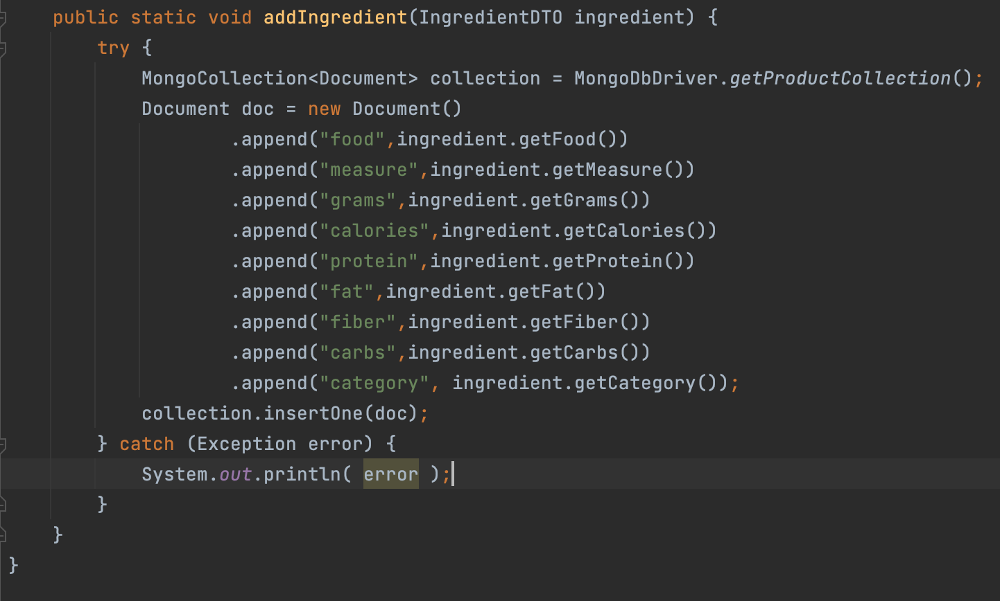 public static void addIngredient(IngredientDTO ingredient) {
try {
MongoCollection<Document> collection = MongoDbDriver.getProductCollection();
Document doc = new Document()
.append("food",ingredient.getFood())
.append("measure",ingredient.getMeasure())
.append("grams",ingredient.getGrams())
.append("calories",ingredient.getCalories())
.append("protein",ingredient.getProtein())
.append("fat",ingredient.getFat())
.append("fiber",ingredient.getFiber())
.append("carbs",ingredient.getCarbs())
.append("category", ingredient.getCategory());
collection.insertOne(doc);
} catch (Exception error) {
System.out.println( error );
}
}
}